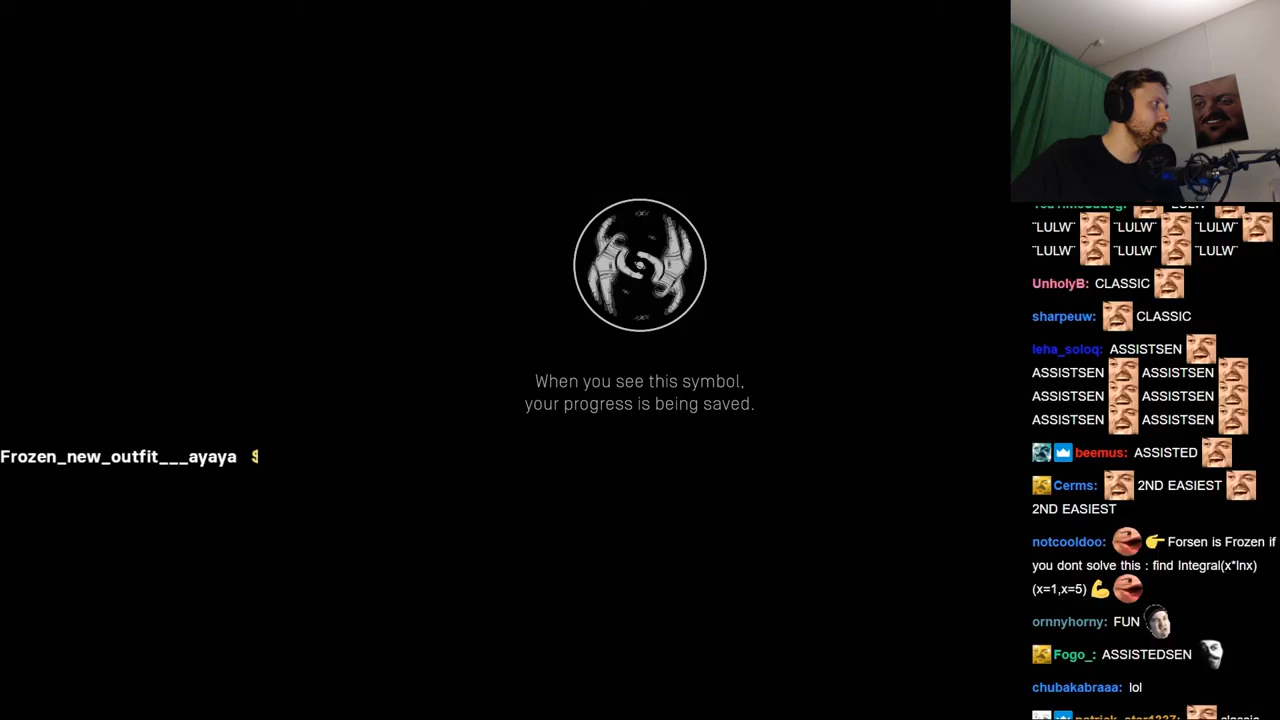 When you see this symbol,
your progress is being saved.
Frozen_new_outfit___ayaya $
¨LULW¨ ¨LULW¨ ¨LULW¨
¨LULW¨ ¨LULW¨ ¨LULW¨
UnholyB: CLASSIC
sharpeuw: CLASSIC
leha_soloq: ASSISTSEN
ASSISTSEN ASSISTSEN
ASSISTSEN ASSISTSEN
ASSISTSEN ASSISTSEN
beemus: ASSISTED
Cerms: 2ND EASIEST
2ND EASIEST
notcooldoo: Forsen is Frozen if
you dont solve this : find Integral(x*lnx)
(x=1,x=5)
ornnyhorny: FUN
Fogo_: ASSISTEDSEN
chubakabraaa: lol